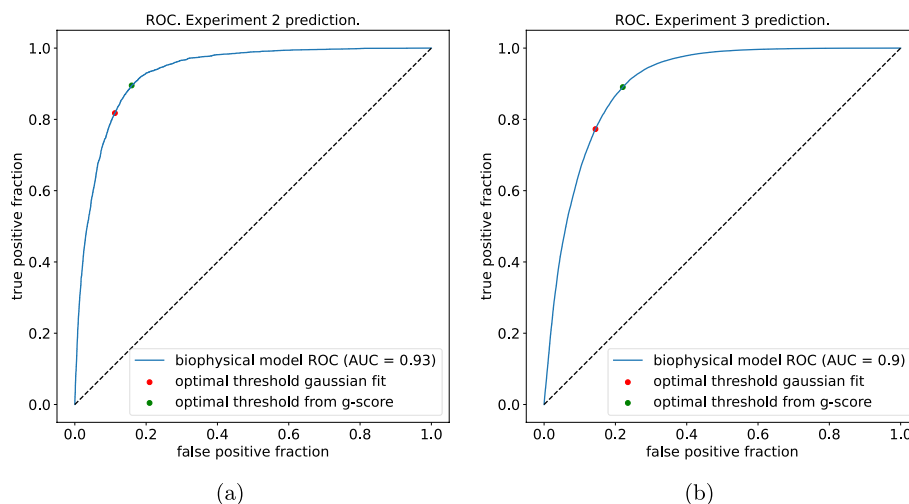 ROC. Experiment 2 prediction.
1.0
0.8
0.6
0.4
0.2
0.0
true positive fraction
biophysical model ROC (AUC = 0.93)
optimal threshold gaussian fit
optimal threshold from g-score
0.0 0.2 0.4 0.6 0.8 1.0
false positive fraction
(a)
ROC. Experiment 3 prediction.
1.0
0.8
0.6
0.4
0.2
0.0
true positive fraction
biophysical model ROC (AUC = 0.9)
optimal threshold gaussian fit
optimal threshold from g-score
0.0 0.2 0.4 0.6 0.8 1.0
false positive fraction
(b)